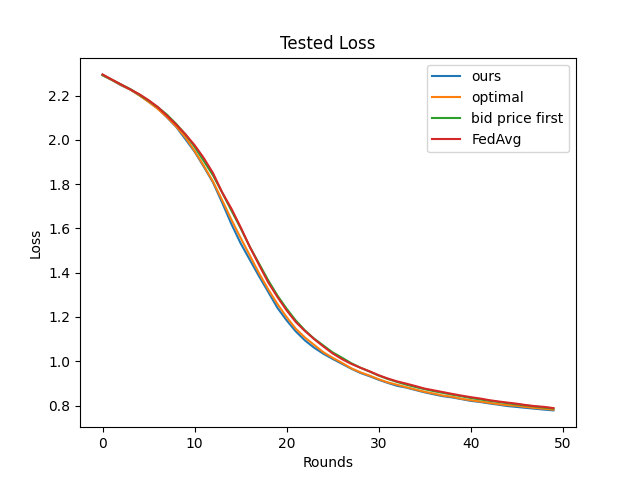 Tested Loss
ours
optimal
bid price first
FedAvg
2.2
2.0
1.8
1.6
1.4
1.2
1.0
0.8
Loss
0 10 20 30 40 50
Rounds